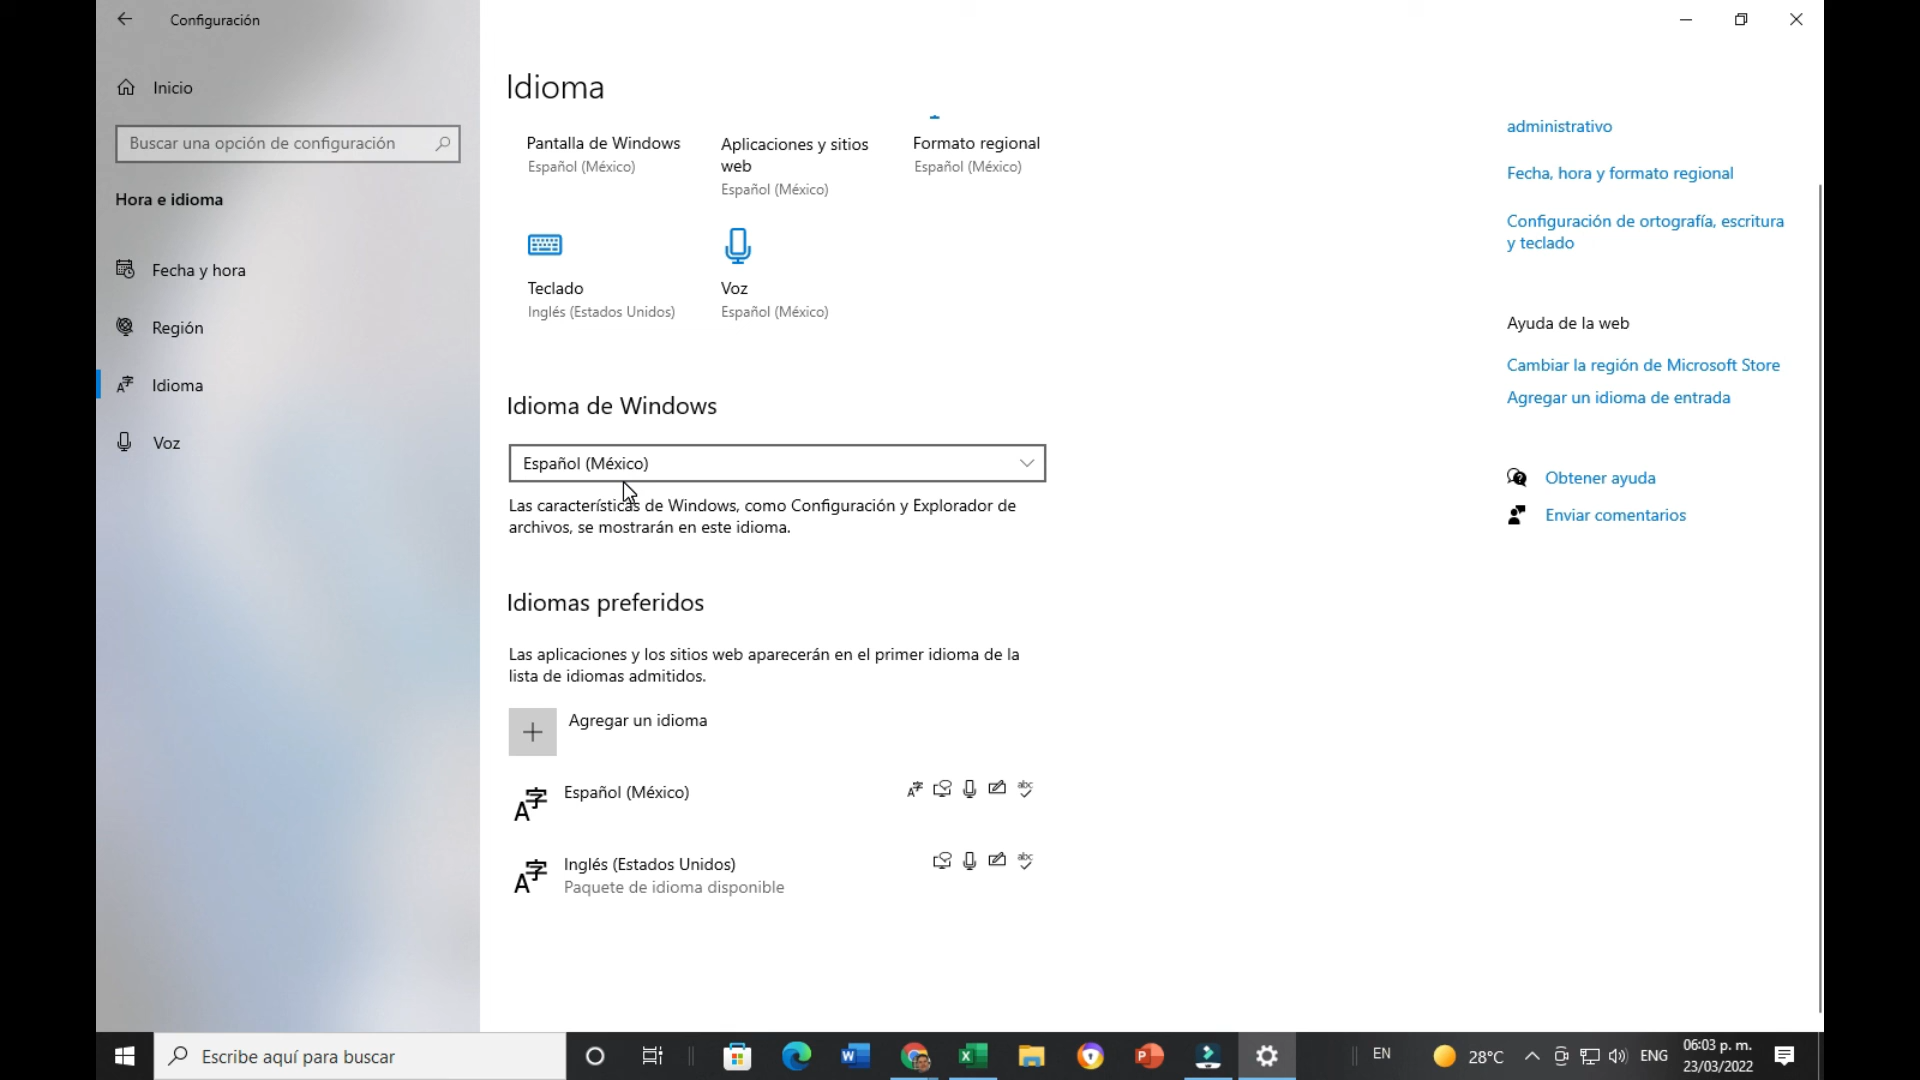 Configuración
Inicio
Buscar una opción de configuración
Hora e idioma
Fecha y hora
Región
Idioma
Voz
Idioma
Pantalla de Windows
Español (México)
Aplicaciones y sitios
web
Español (México)
Formato regional
Español (México)
Teclado
Inglés (Estados Unidos)
Voz
Español (México)
Idioma de Windows
Español (México)
Las características de Windows, como Configuración y Explorador de
archivos, se mostrarán en este idioma.
Idiomas preferidos
Las aplicaciones y los sitios web aparecerán en el primer idioma de la
lista de idiomas admitidos.
Agregar un idioma
Español (México)
Inglés (Estados Unidos)
Paquete de idioma disponible
administrativo
Fecha, hora y formato regional
Configuración de ortografía, escritura
y teclado
Ayuda de la web
Cambiar la región de Microsoft Store
Agregar un idioma de entrada
Obtener ayuda
Enviar comentarios
Escribe aquí para buscar
EN
28°C
ENG
06:03 p. m.
23/03/2022